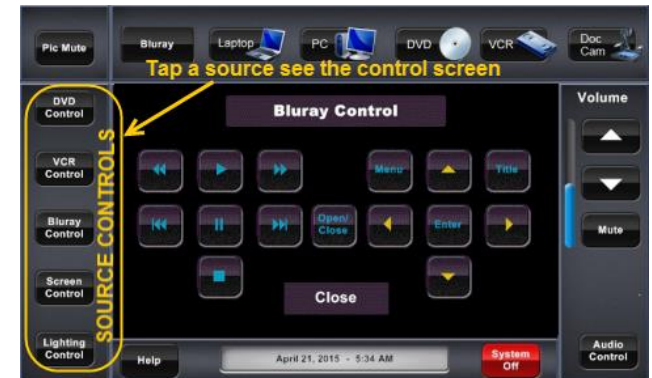 Pic Mute
Bluray
Laptop
PC
DVD
VCR
Doc
Cam
Tap a source see the control screen
DVD
Control
VCR
Control
Bluray
Control
Screen
Control
Lighting
Control
SOURCE CONTROLS
Bluray Control
Menu
Title
Open/
Close
Enter
Close
Volume
Mute
Audio
Control
Help
April 21, 2015 - 5:34 AM
System
Off